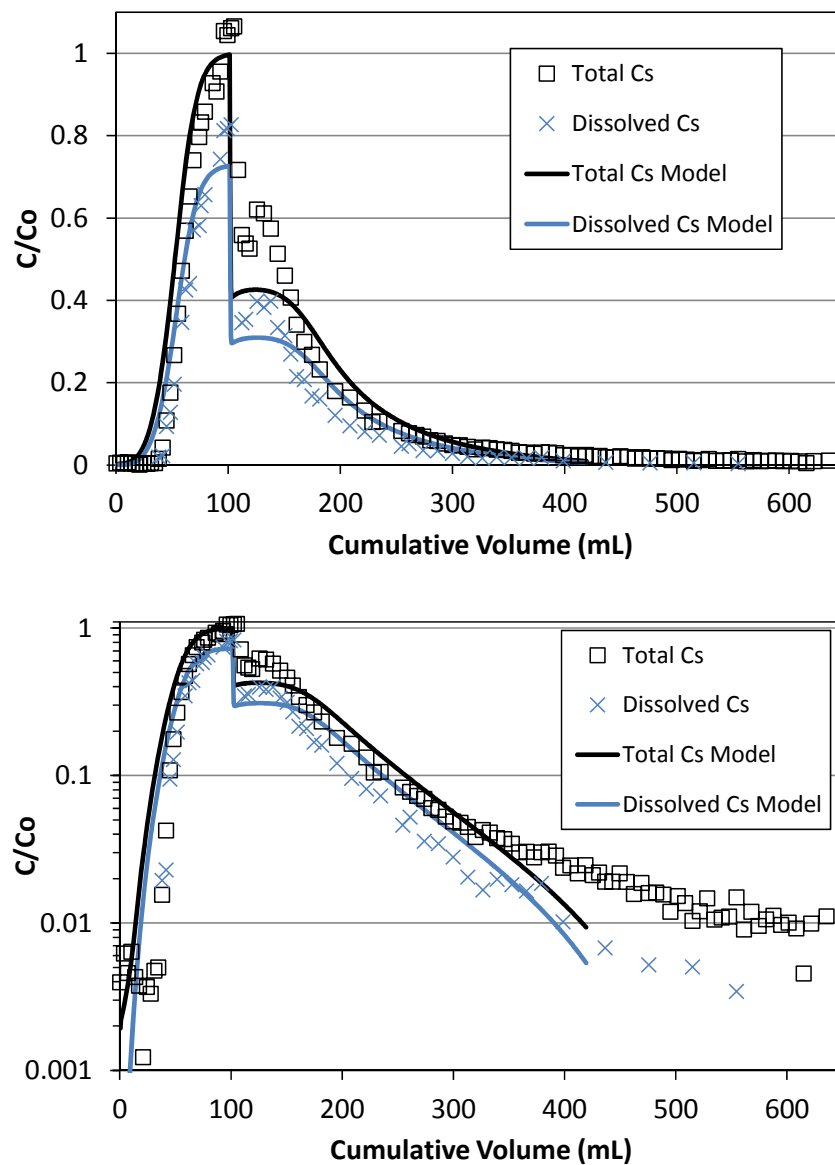 1
0.8
0.6
0.4
0.2
0
C/Co
0 100 200 300 400 500 600
Cumulative Volume (mL)
Total Cs
Dissolved Cs
Total Cs Model
Dissolved Cs Model
1
0.1
0.01
0.001
C/Co
0 100 200 300 400 500 600
Cumulative Volume (mL)
Total Cs
Dissolved Cs
Total Cs Model
Dissolved Cs Model